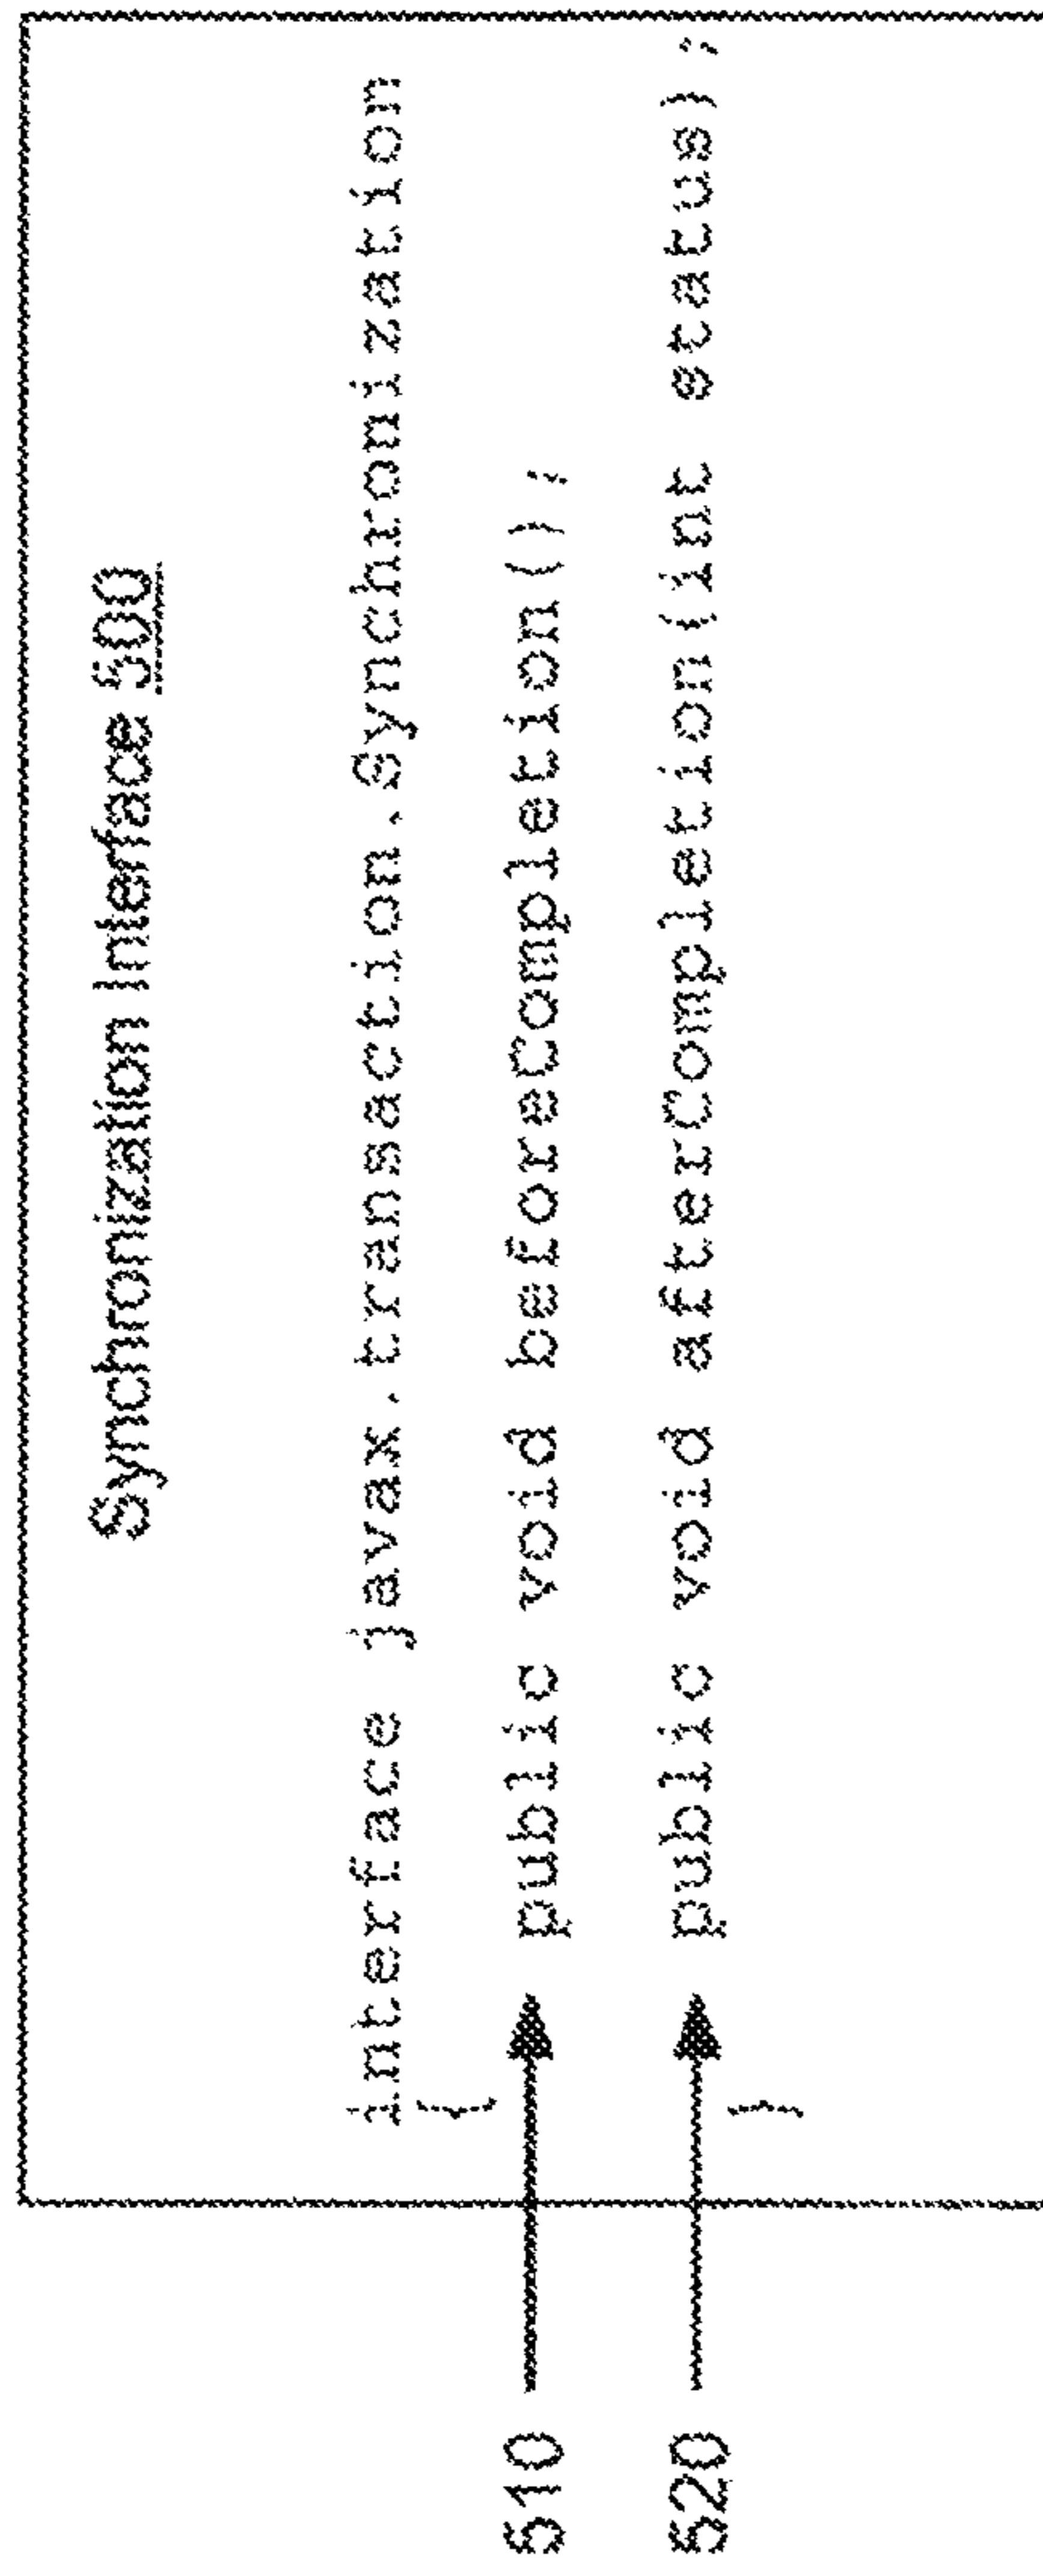 Synchronization Interface 500
interface javax.transaction.Synchronization
{
510 public void beforeCompletion();
520 public void afterCompletion(int status);
}